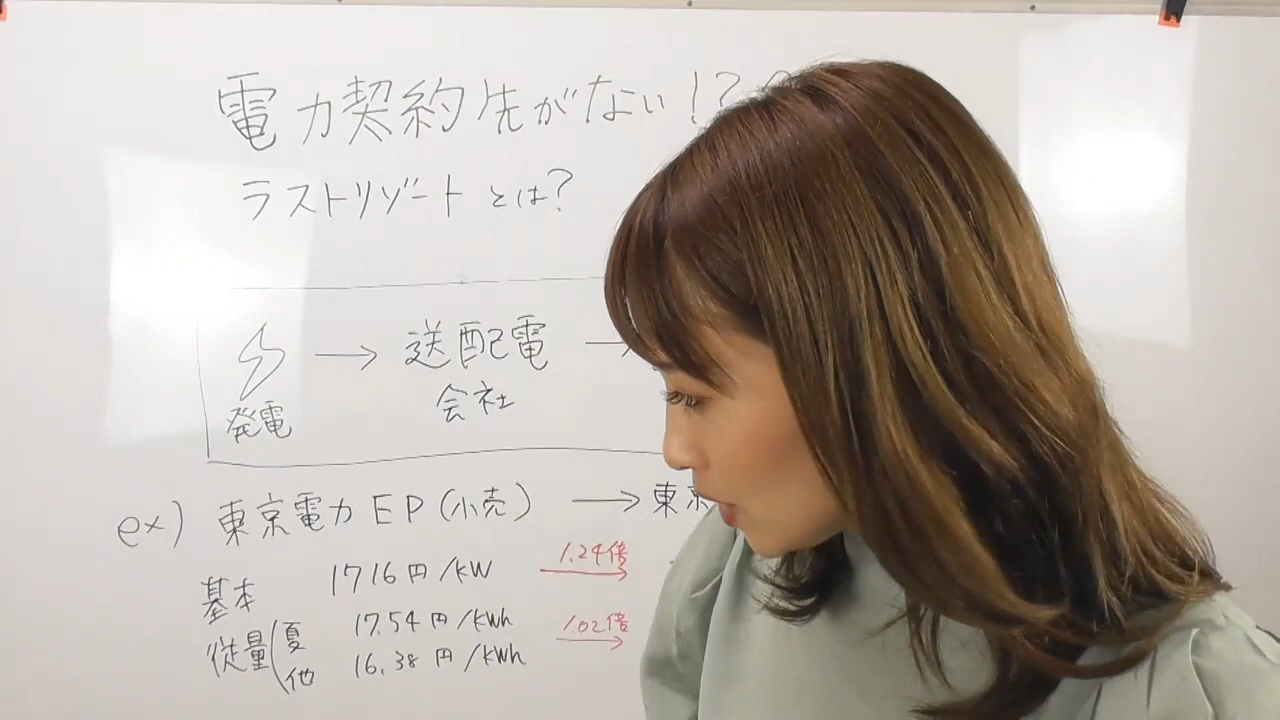 電力契約先がない！？
ラストリゾートとは？
発電 → 送配電会社 →
ex) 東京電力EP(小売) → 東京
基本 1716円/kW 1.24倍
従量(夏 17.54円/kWh 1.02倍
他 16.38円/kWh